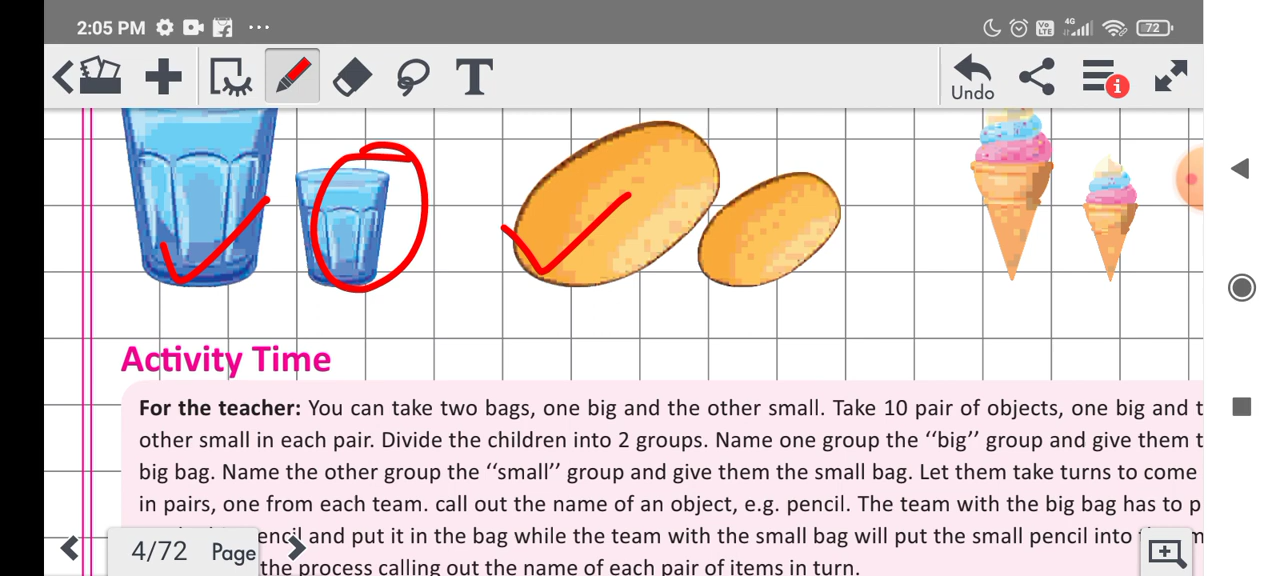 2:05 PM
Vo LTE 4G 72
T
Undo
i
Activity Time
For the teacher: You can take two bags, one big and the other small. Take 10 pair of objects, one big and t
other small in each pair. Divide the children into 2 groups. Name one group the ‘‘big’’ group and give them t
big bag. Name the other group the ‘‘small’’ group and give them the small bag. Let them take turns to come
in pairs, one from each team. call out the name of an object, e.g. pencil. The team with the big bag has to p
encil and put it in the bag while the team with the small bag will put the small pencil into
4/72 Page
the process calling out the name of each pair of items in turn.